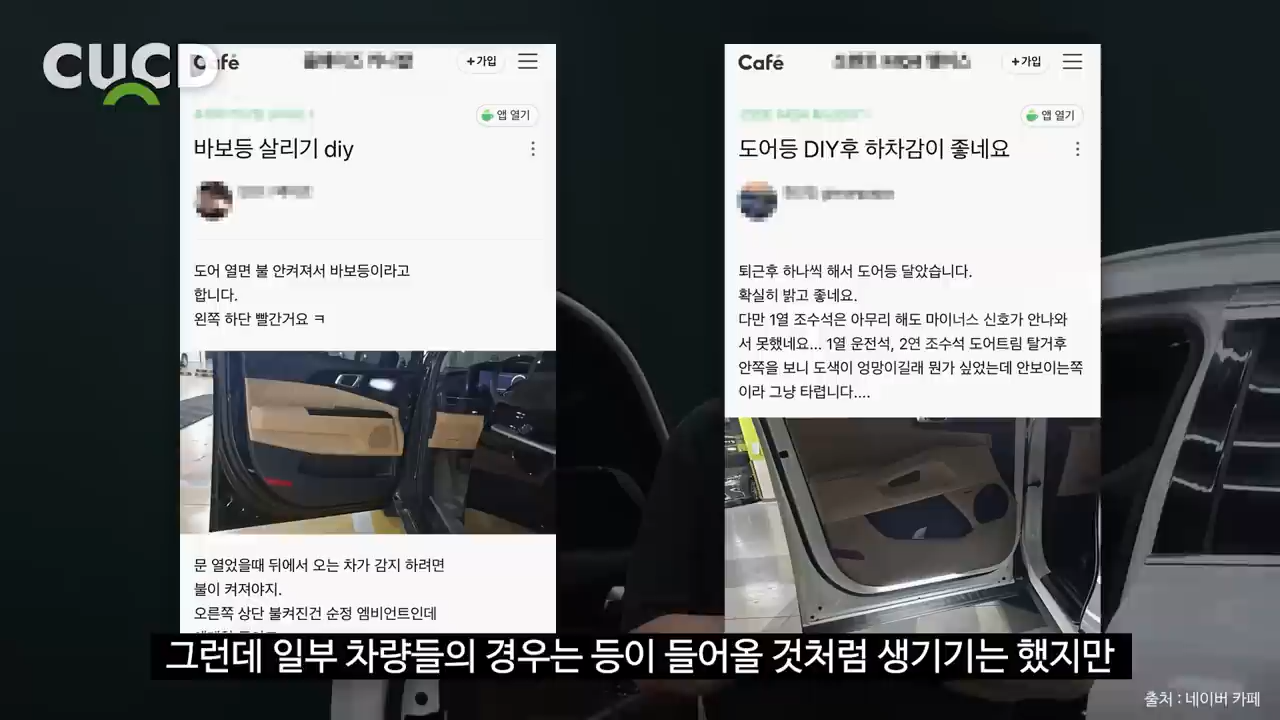 CUCD
Café
+가입
앱 열기
바보등 살리기 diy
도어 열면 불 안켜져서 바보등이라고
합니다.
왼쪽 하단 빨간거요 ㅋ
문 열었을때 뒤에서 오는 차가 감지 하려면
불이 켜져야지.
오른쪽 상단 불켜진건 순정 엠비언트인데
Café
+가입
앱 열기
도어등 DIY후 하차감이 좋네요
퇴근후 하나씩 해서 도어등 달았습니다.
확실히 밝고 좋네요.
다만 1열 조수석은 아무리 해도 마이너스 신호가 안나와
서 못했네요... 1열 운전석, 2연 조수석 도어트림 탈거후
안쪽을 보니 도색이 엉망이길래 뭔가 싶었는데 안보이는쪽
이라 그냥 타렵니다....
그런데 일부 차량들의 경우는 등이 들어올 것처럼 생기기는 했지만
출처 : 네이버 카페